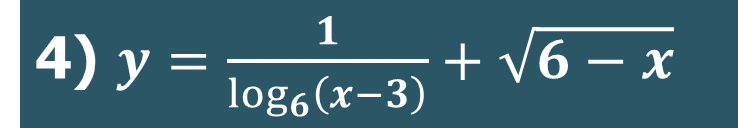 4) y = 1/log₆(x−3) + √(6 − x)